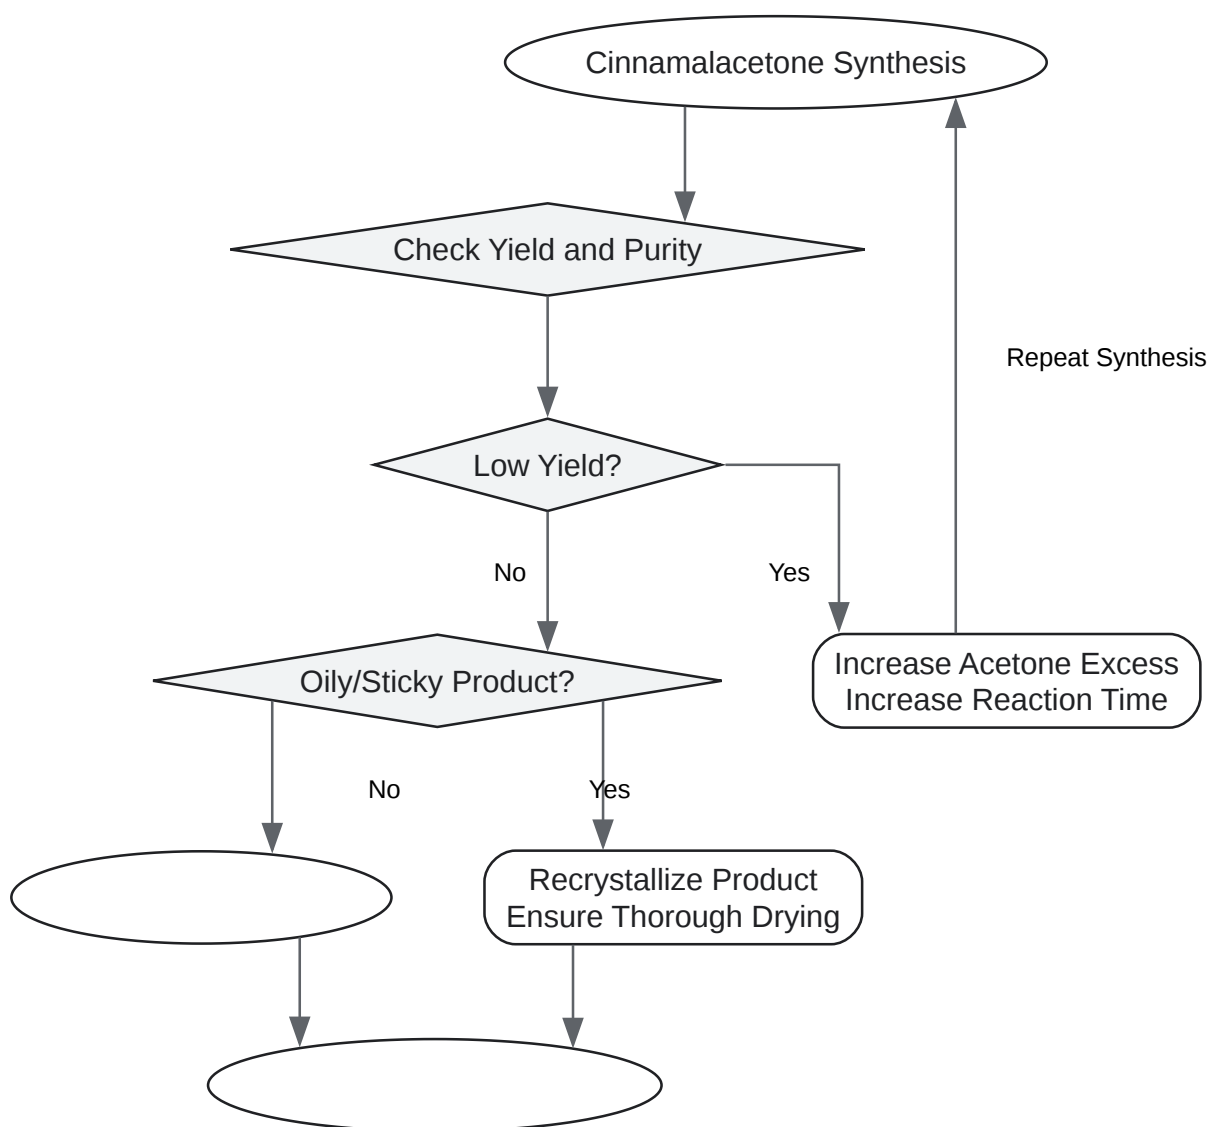 Cinnamalacetone Synthesis
Check Yield and Purity
Repeat Synthesis
Low Yield?
No
Yes
Oily/Sticky Product?
Increase Acetone Excess
Increase Reaction Time
No
Yes
Recrystallize Product
Ensure Thorough Drying